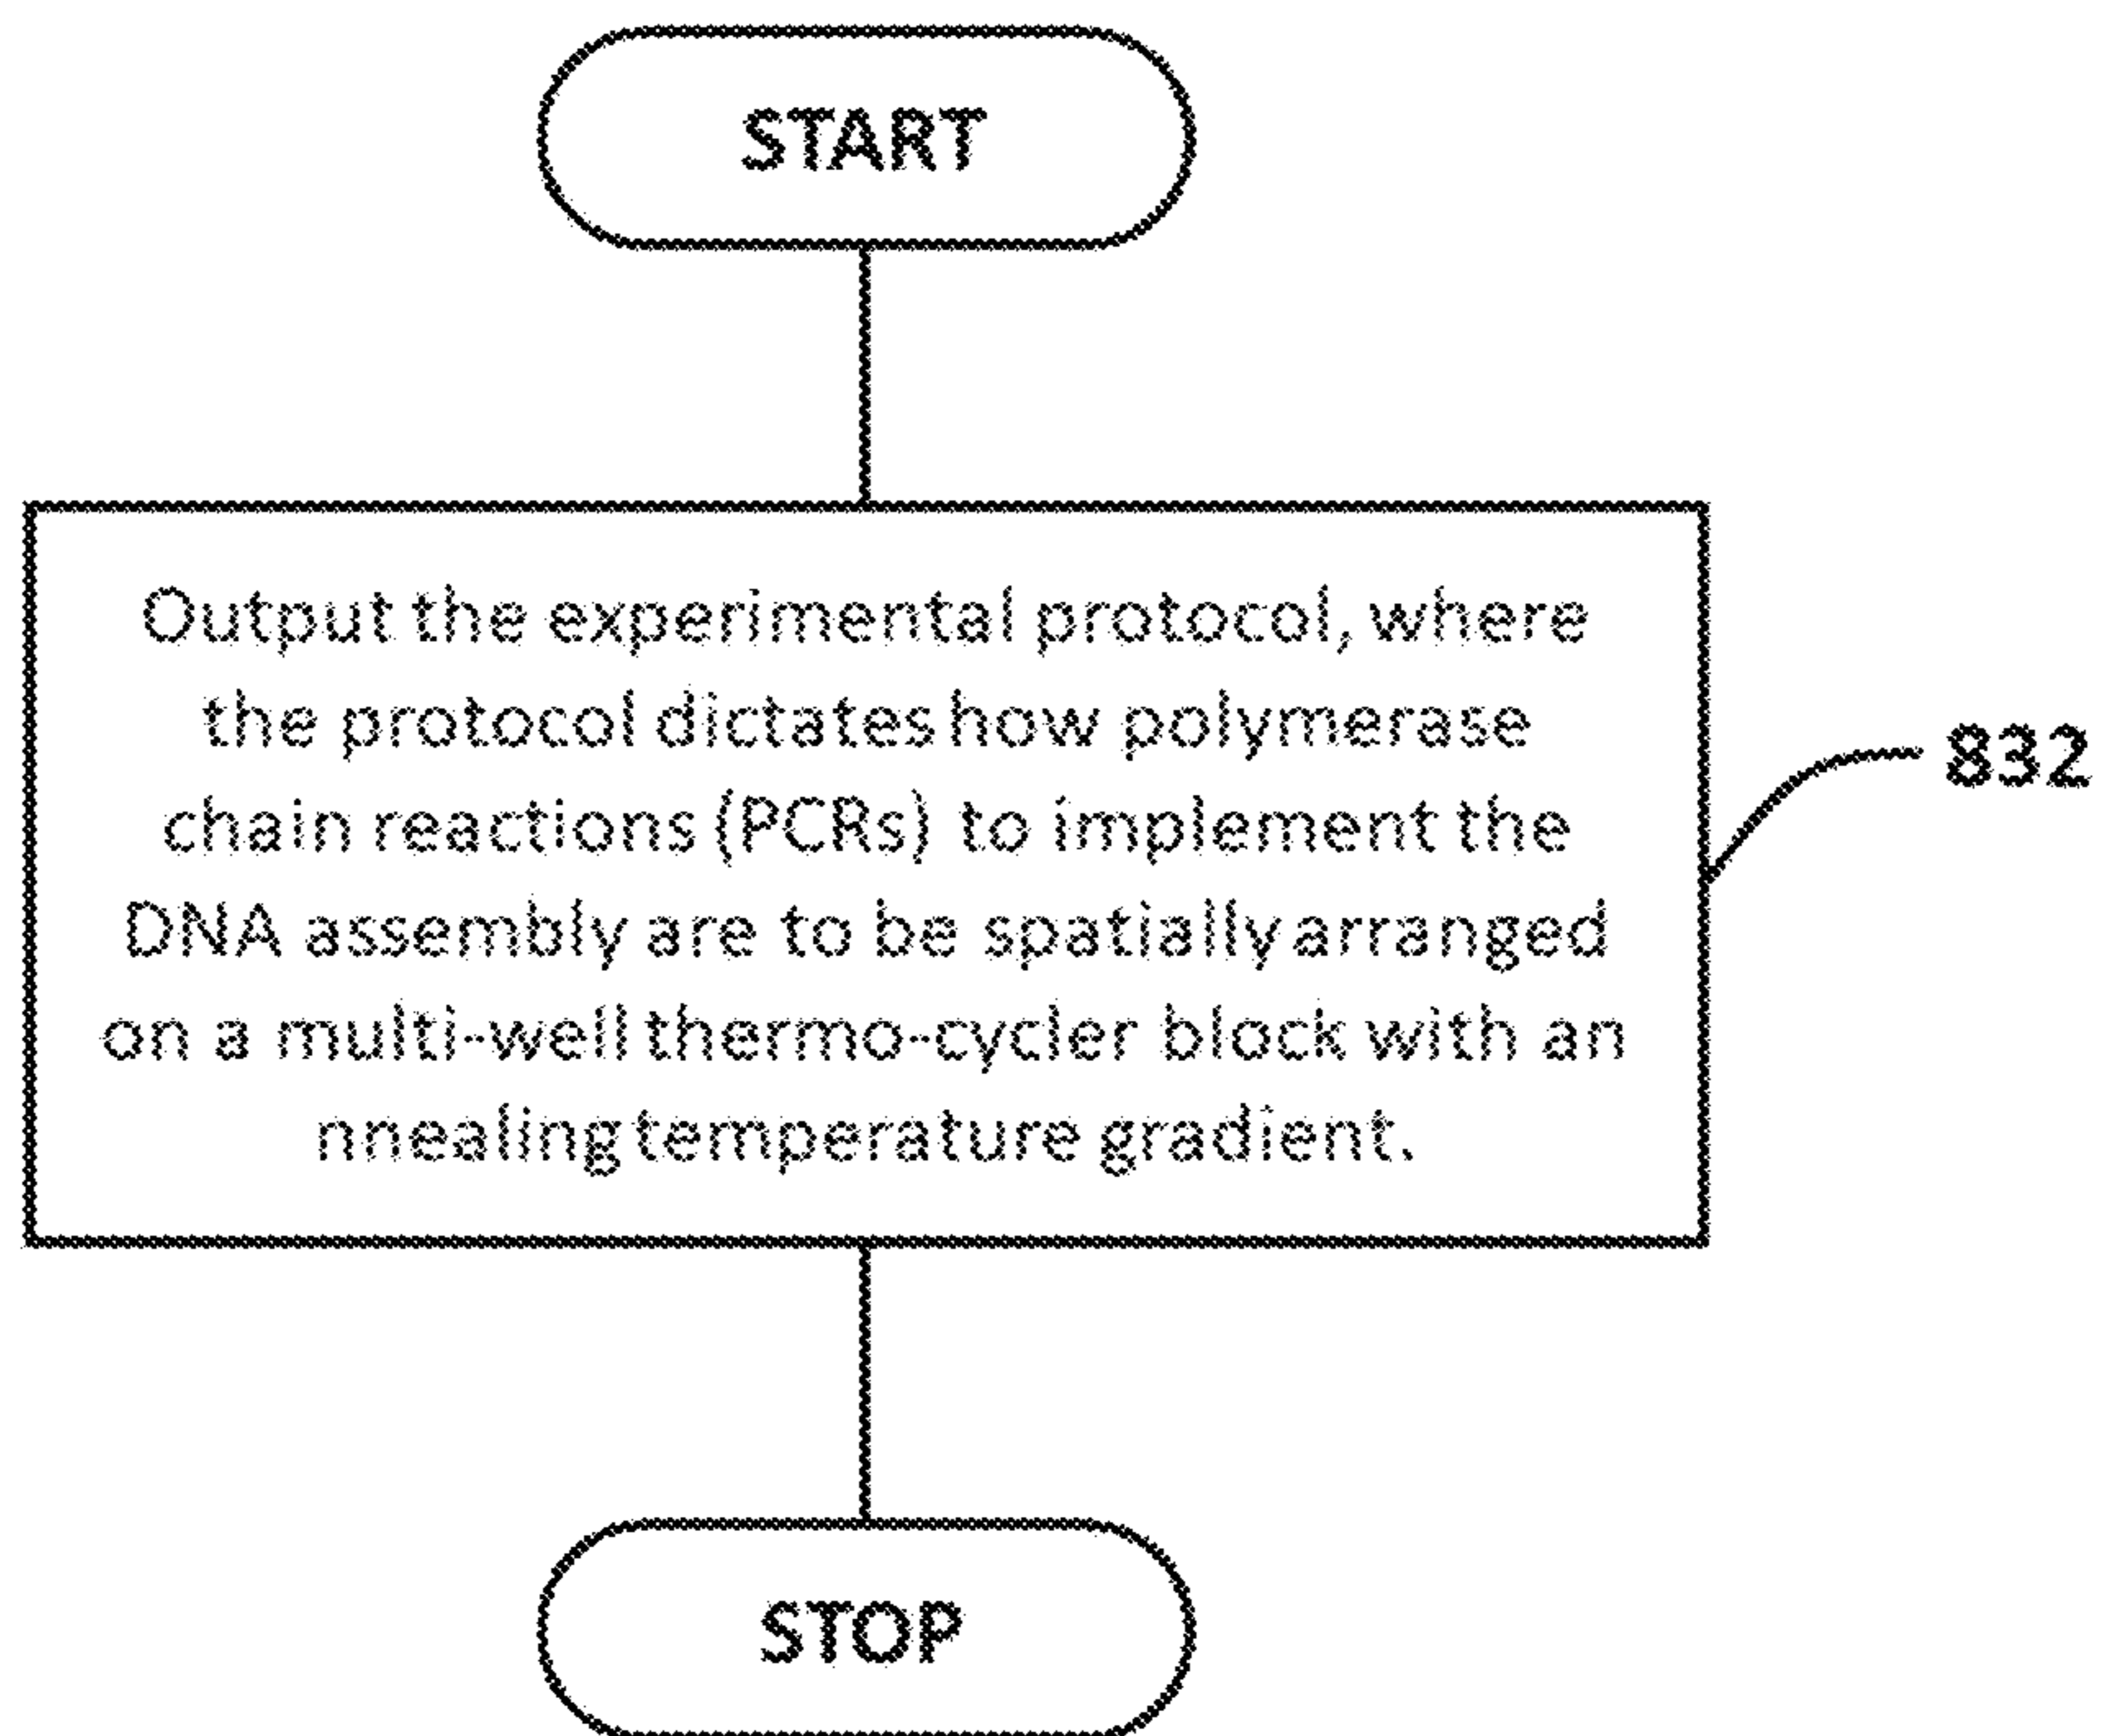 START
Output the experimental protocol, where
the protocol dictates how polymerase
chain reactions (PCRs) to implement the
DNA assembly are to be spatially arranged
on a multi-well thermo-cycler block with an
nnealing temperature gradient.
832
STOP